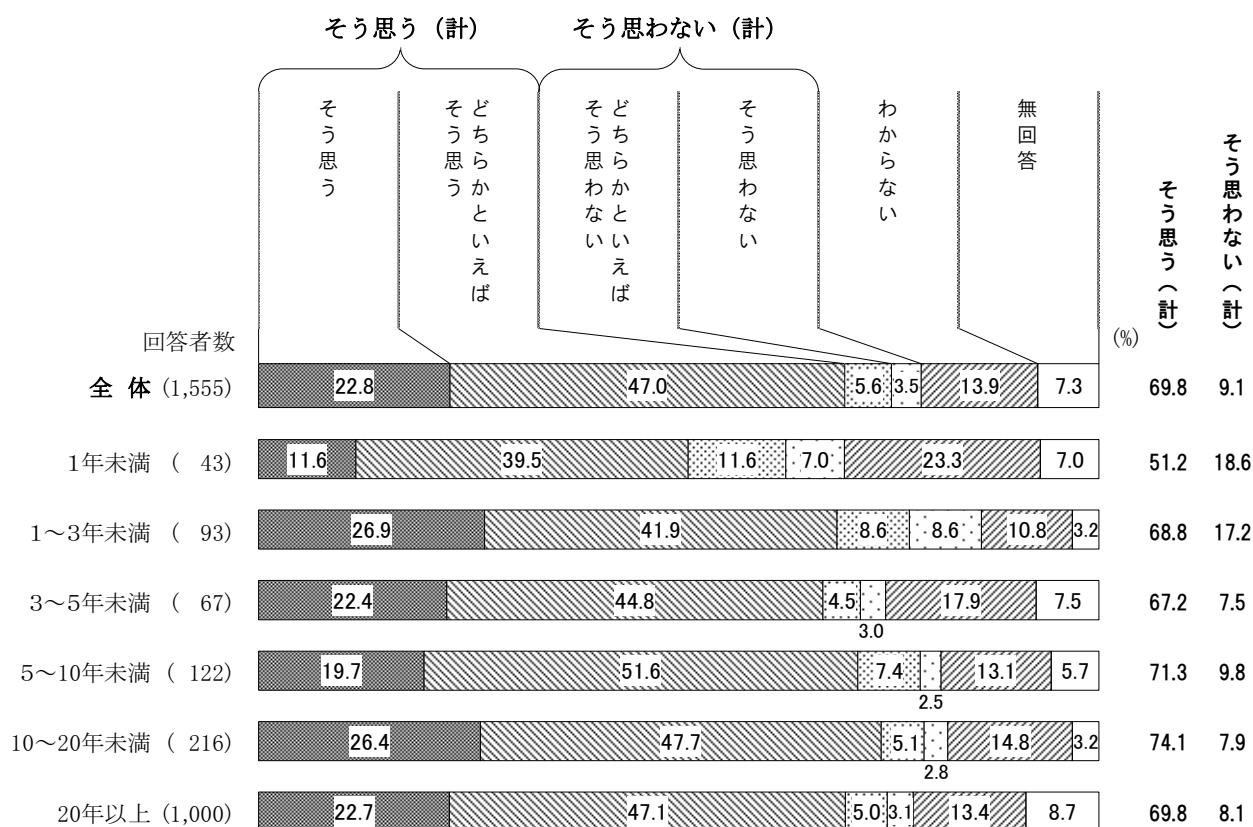 そう思う（計）
そう思わない（計）
そう思う
どちらかといえば
そう思う
どちらかといえば
そう思わない
そう思わない
わからない
無回答
そう思う（計）
そう思わない（計）
回答者数
(%)
全 体 (1,555) 22.8 47.0 5.6 3.5 13.9 7.3 69.8 9.1
1年未満 ( 43) 11.6 39.5 11.6 7.0 23.3 7.0 51.2 18.6
1～3年未満 ( 93) 26.9 41.9 8.6 8.6 10.8 3.2 68.8 17.2
3～5年未満 ( 67) 22.4 44.8 4.5 17.9 7.5 67.2 7.5
3.0
5～10年未満 ( 122) 19.7 51.6 7.4 13.1 5.7 71.3 9.8
2.5
10～20年未満 ( 216) 26.4 47.7 5.1 14.8 3.2 74.1 7.9
2.8
20年以上 (1,000) 22.7 47.1 5.0 3.1 13.4 8.7 69.8 8.1